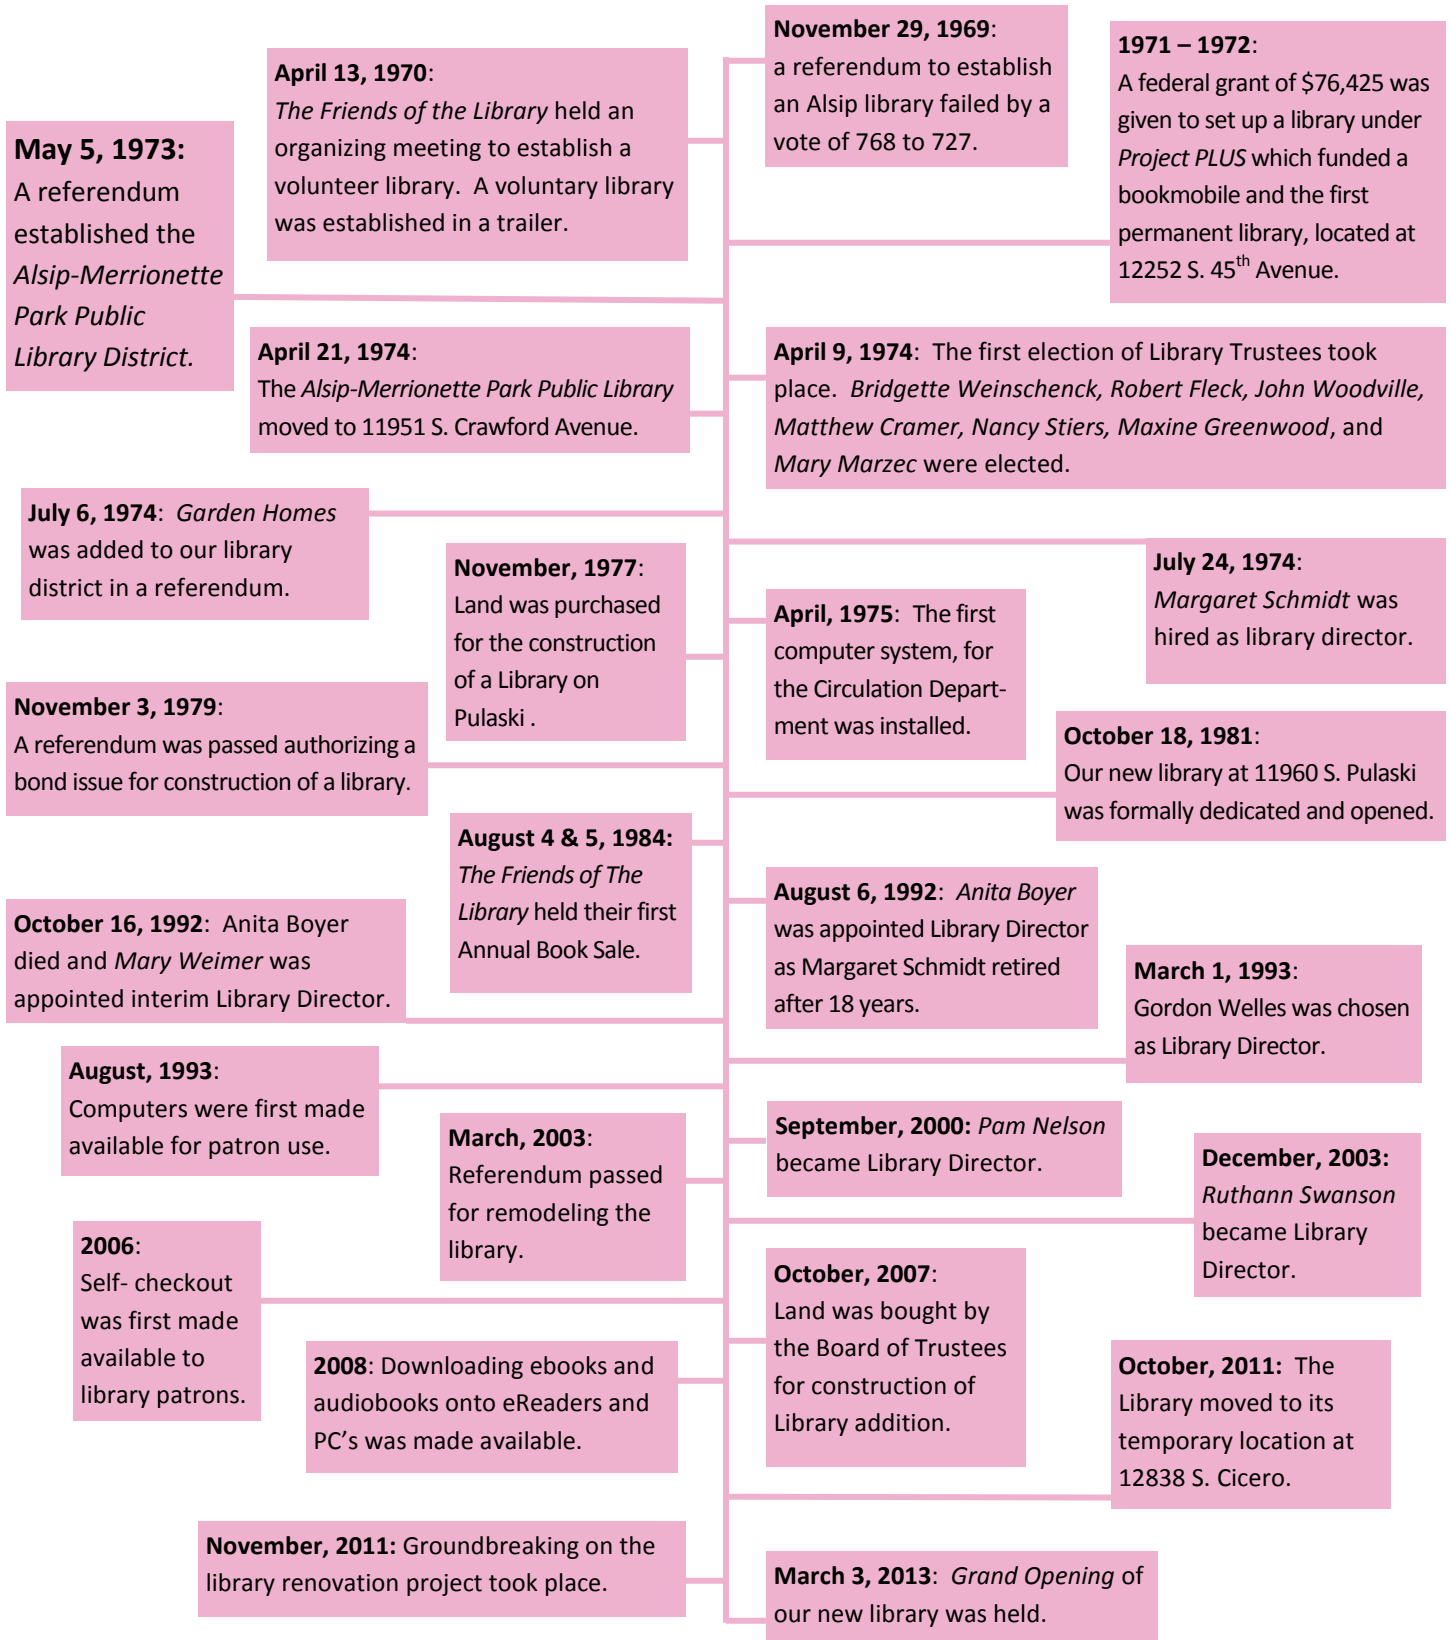 November 29, 1969:
a referendum to establish
an Alsip library failed by a
vote of 768 to 727.
April 13, 1970:
The Friends of the Library held an
organizing meeting to establish a
volunteer library. A voluntary library
was established in a trailer.
1971 – 1972:
A federal grant of $76,425 was
given to set up a library under
Project PLUS which funded a
bookmobile and the first
permanent library, located at
12252 S. 45th Avenue.
May 5, 1973:
A referendum
established the
Alsip-Merrionette
Park Public
Library District.
April 9, 1974: The first election of Library Trustees took
place. Bridgette Weinschenck, Robert Fleck, John Woodville,
Matthew Cramer, Nancy Stiers, Maxine Greenwood, and
Mary Marzec were elected.
April 21, 1974:
The Alsip-Merrionette Park Public Library
moved to 11951 S. Crawford Avenue.
July 6, 1974: Garden Homes
was added to our library
district in a referendum.
July 24, 1974:
Margaret Schmidt was
hired as library director.
April, 1975: The first
computer system, for
the Circulation Depart-
ment was installed.
November, 1977:
Land was purchased
for the construction
of a Library on
Pulaski .
November 3, 1979:
A referendum was passed authorizing a
bond issue for construction of a library.
October 18, 1981:
Our new library at 11960 S. Pulaski
was formally dedicated and opened.
August 4 & 5, 1984:
The Friends of The
Library held their first
Annual Book Sale.
August 6, 1992: Anita Boyer
was appointed Library Director
as Margaret Schmidt retired
after 18 years.
October 16, 1992: Anita Boyer
died and Mary Weimer was
appointed interim Library Director.
March 1, 1993:
Gordon Welles was chosen
as Library Director.
August, 1993:
Computers were first made
available for patron use.
September, 2000: Pam Nelson
became Library Director.
March, 2003:
Referendum passed
for remodeling the
library.
December, 2003:
Ruthann Swanson
became Library
Director.
2006:
Self- checkout
was first made
available to
library patrons.
October, 2007:
Land was bought by
the Board of Trustees
for construction of
Library addition.
2008: Downloading ebooks and
audiobooks onto eReaders and
PC's was made available.
October, 2011: The
Library moved to its
temporary location at
12838 S. Cicero.
November, 2011: Groundbreaking on the
library renovation project took place.
March 3, 2013: Grand Opening of
our new library was held.